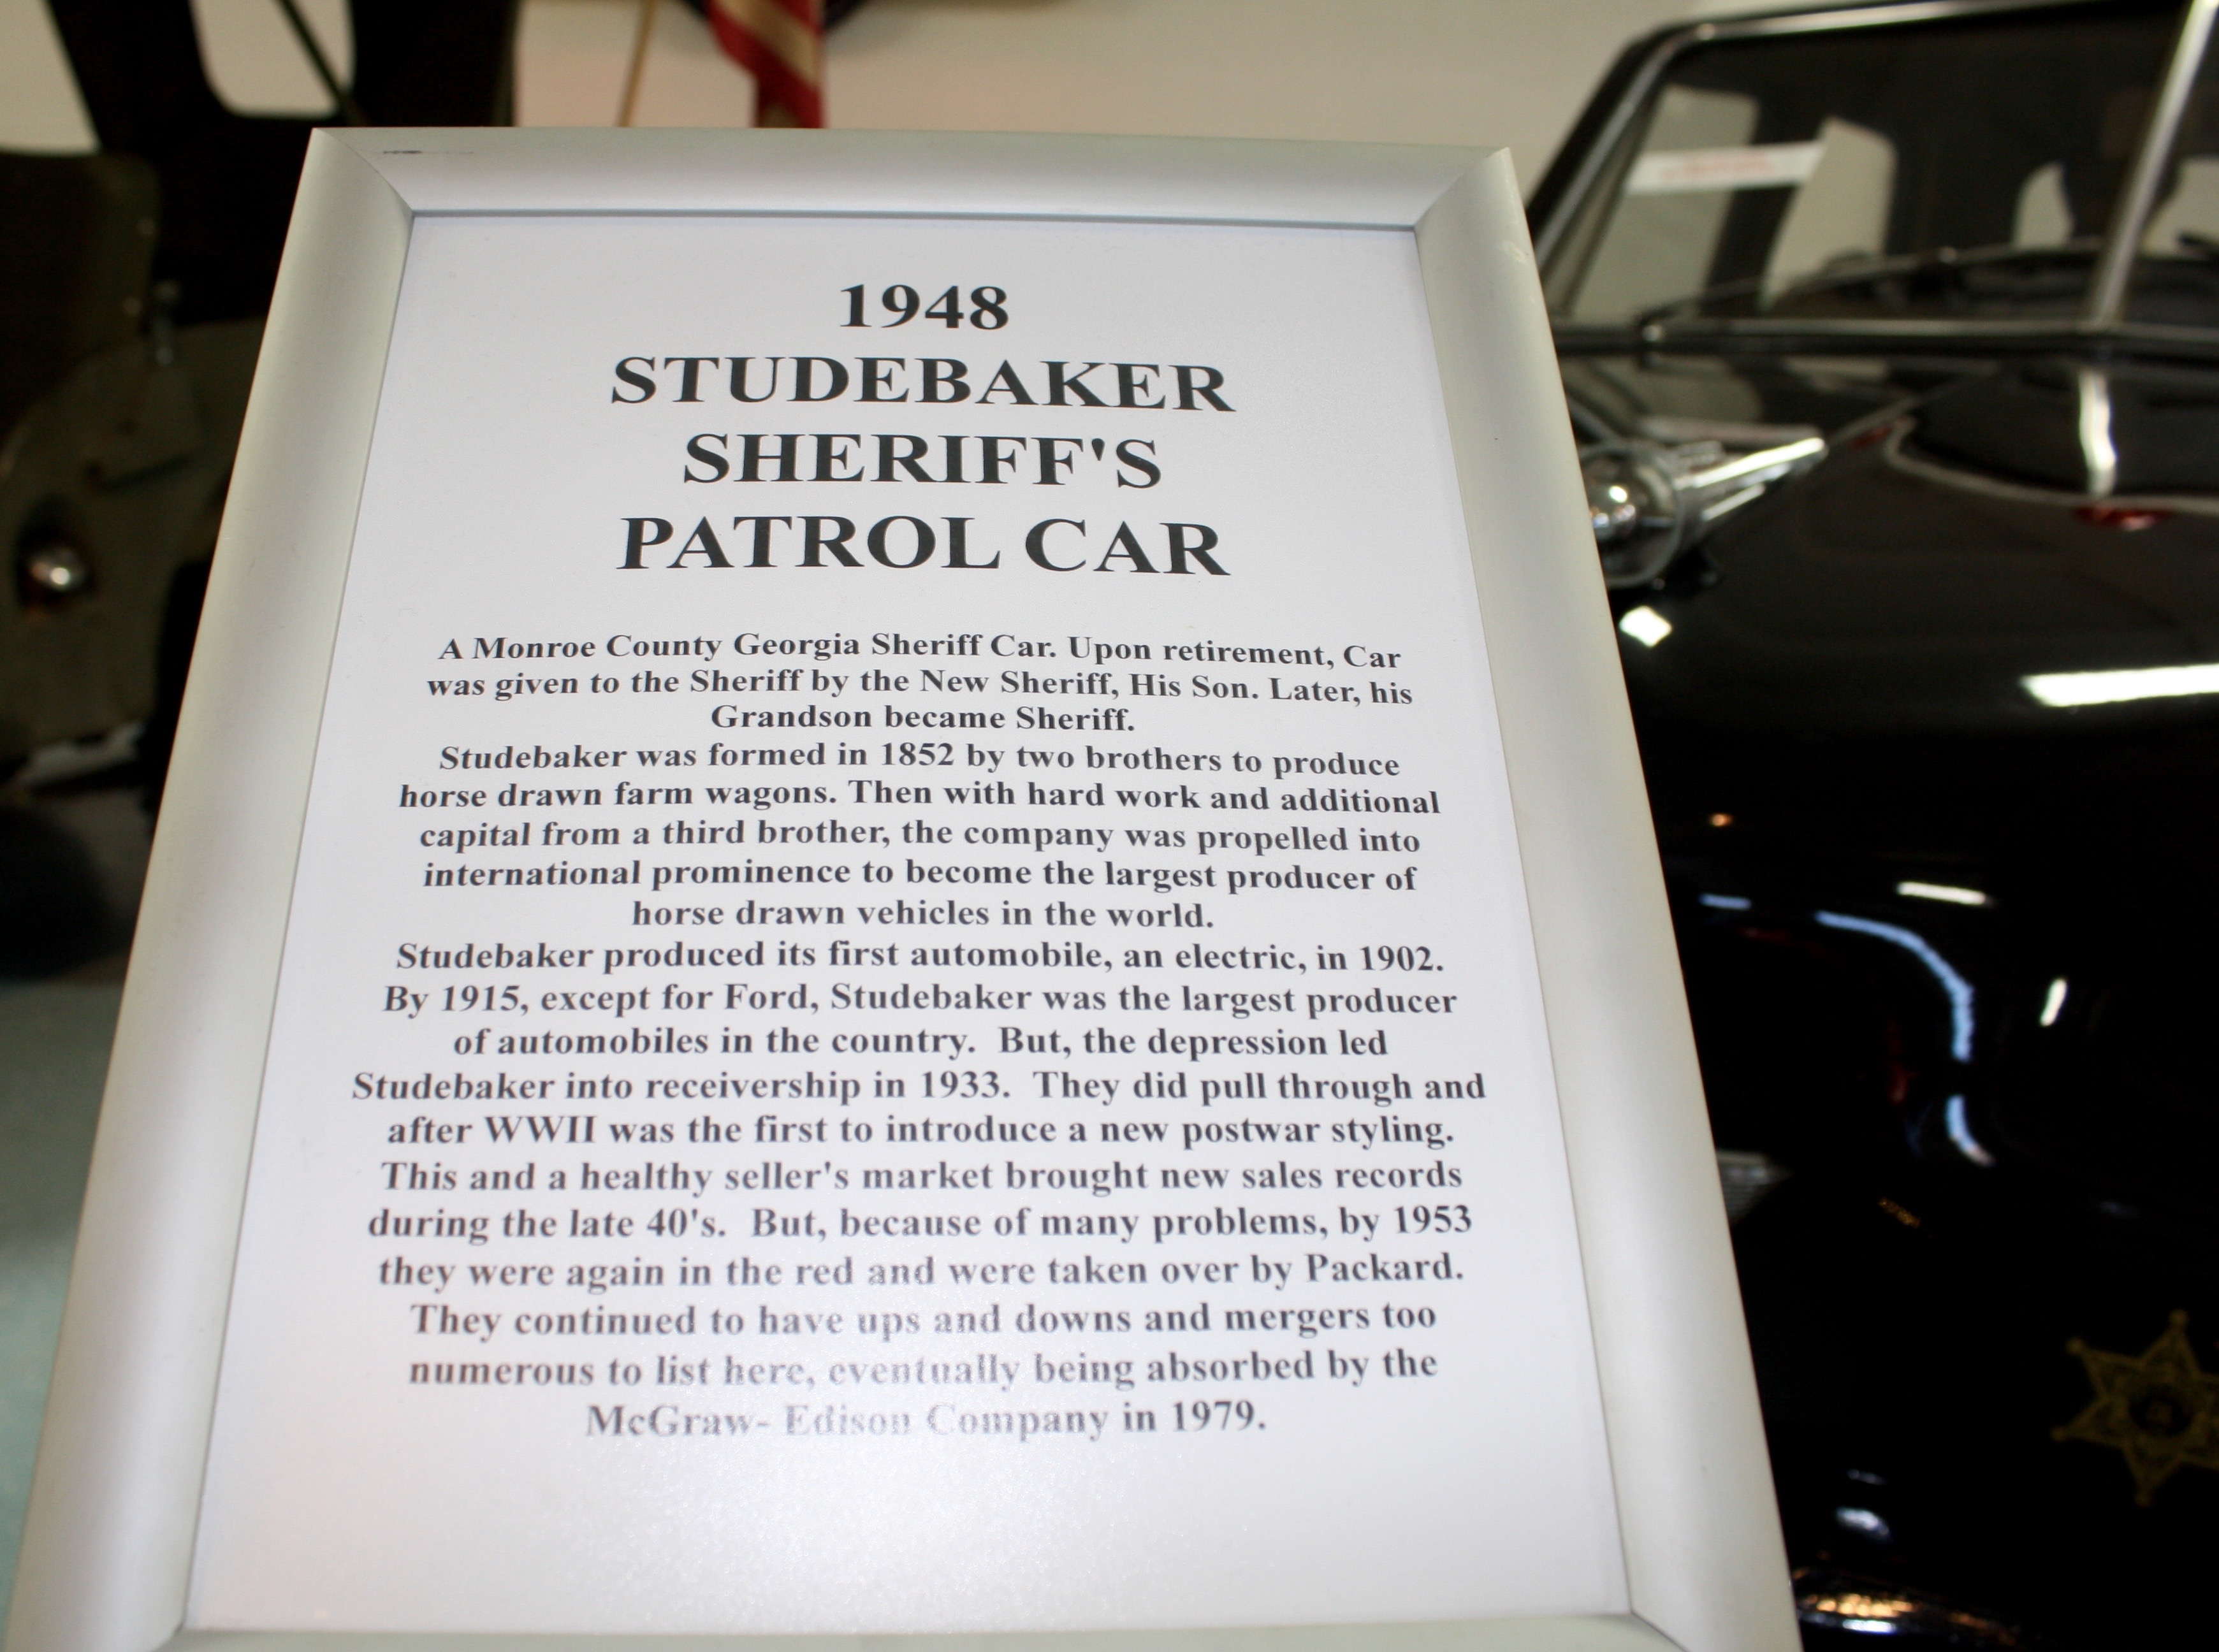 1948
STUDEBAKER
SHERIFF'S
PATROL CAR
A Monroe County Georgia Sheriff Car. Upon retirement, Car
was given to the Sheriff by the New Sheriff, His Son. Later, his
Grandson became Sheriff.
Studebaker was formed in 1852 by two brothers to produce
horse drawn farm wagons. Then with hard work and additional
capital from a third brother, the company was propelled into
international prominence to become the largest producer of
horse drawn vehicles in the world.
Studebaker produced its first automobile, an electric, in 1902.
By 1915, except for Ford, Studebaker was the largest producer
of automobiles in the country.  But, the depression led
Studebaker into receivership in 1933.  They did pull through and
after WWII was the first to introduce a new postwar styling.
This and a healthy seller's market brought new sales records
during the late 40's.  But, because of many problems, by 1953
they were again in the red and were taken over by Packard.
They continued to have ups and downs and mergers too
numerous to list here, eventually being absorbed by the
McGraw- Edison Company in 1979.